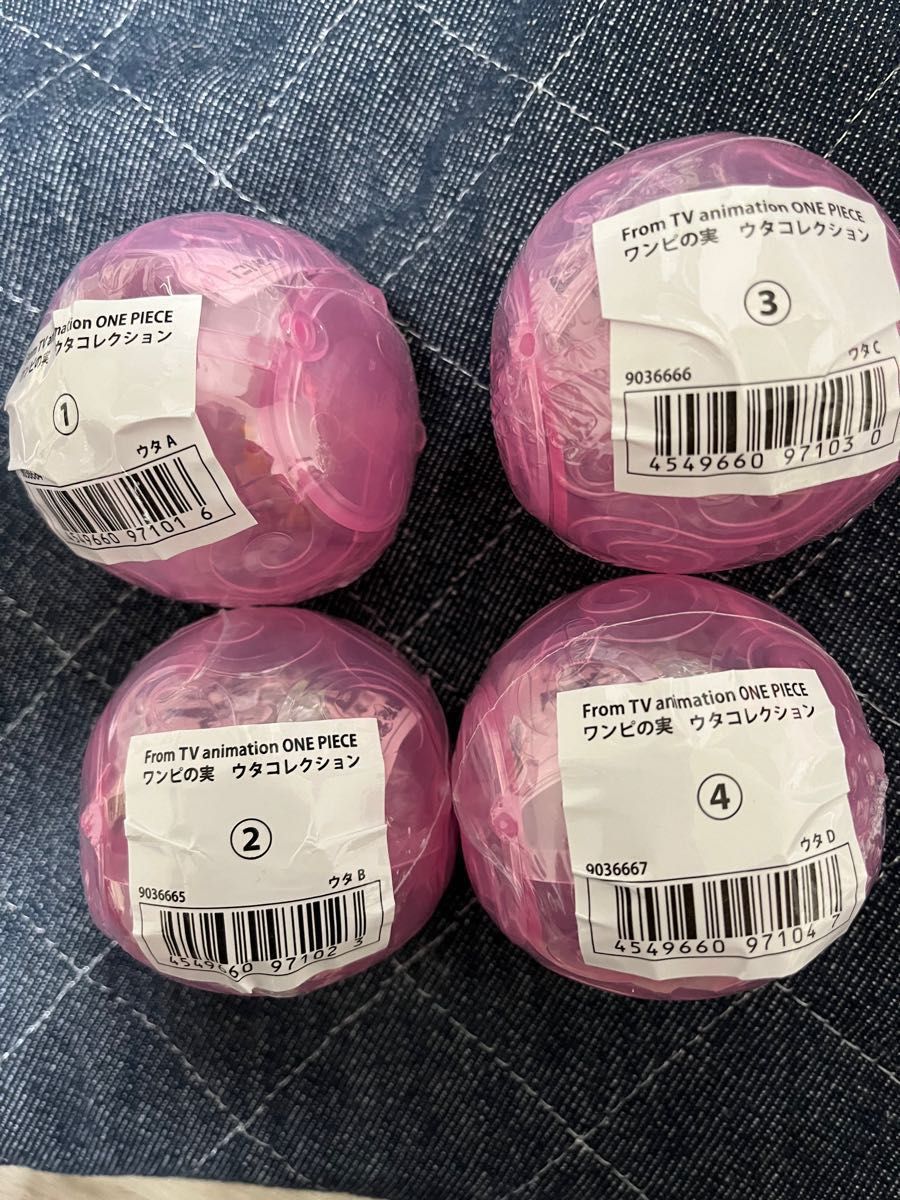 animation ONE PIECE
の実 ウタコレクション
①
ウタ A
4549660 97101 6
From TV animation ONE PIECE
ワンピの実 ウタコレクション
③
9036666
ウタ C
4549660 97103 0
From TV animation ONE PIECE
ワンピの実 ウタコレクション
②
9036665
ウタ B
4549660 97102 3
From TV animation ONE PIECE
ワンピの実 ウタコレクション
④
9036667
ウタ D
4549660 97104 7